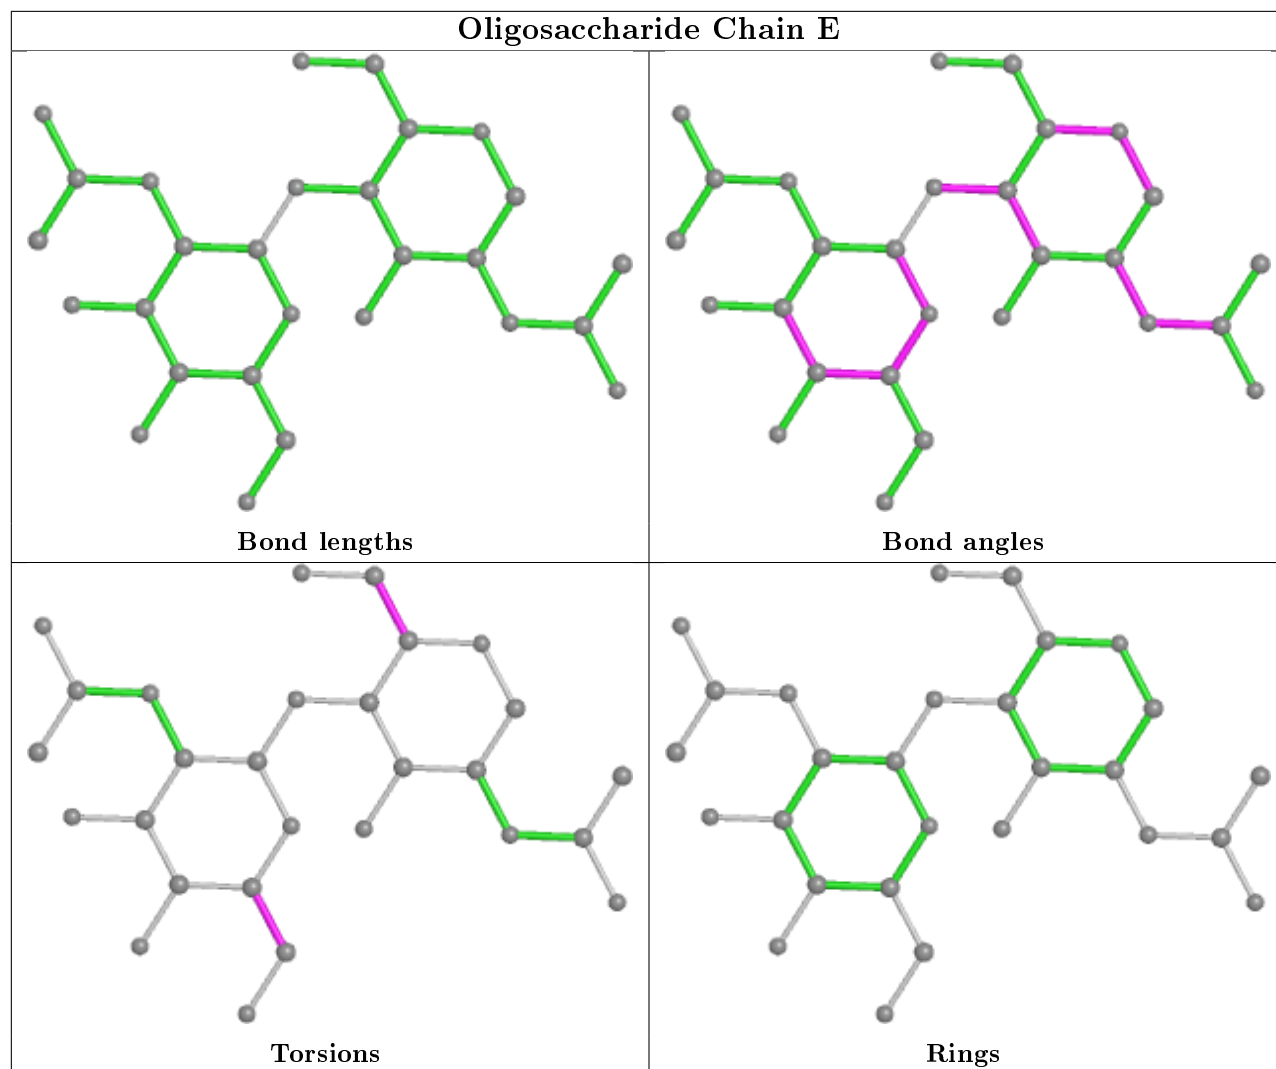 Oligosaccharide Chain E
Bond lengths
Bond angles
Torsions
Rings